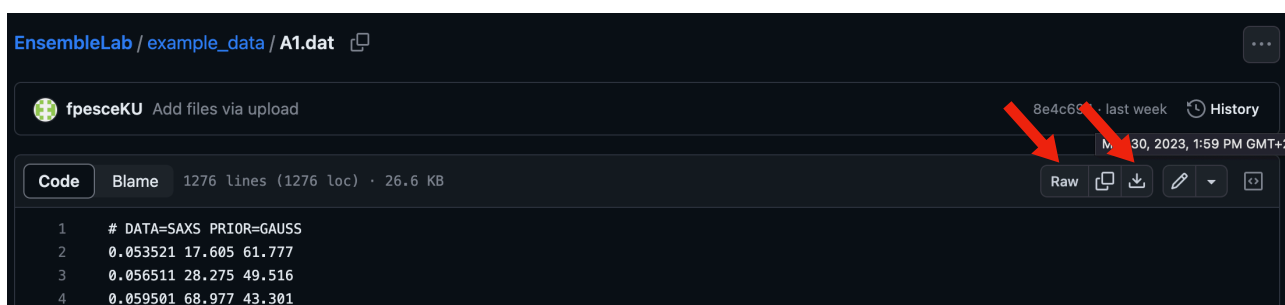 EnsembleLab / example_data / A1.dat
fpesceKU Add files via upload
· last week History
30, 2023, 1:59 PM GMT+
Code Blame 1276 lines (1276 loc) · 26.6 KB
Raw
1 # DATA=SAXS PRIOR=GAUSS
2 0.053521 17.605 61.777
3 0.056511 28.275 49.516
4 0.059501 68.977 43.301